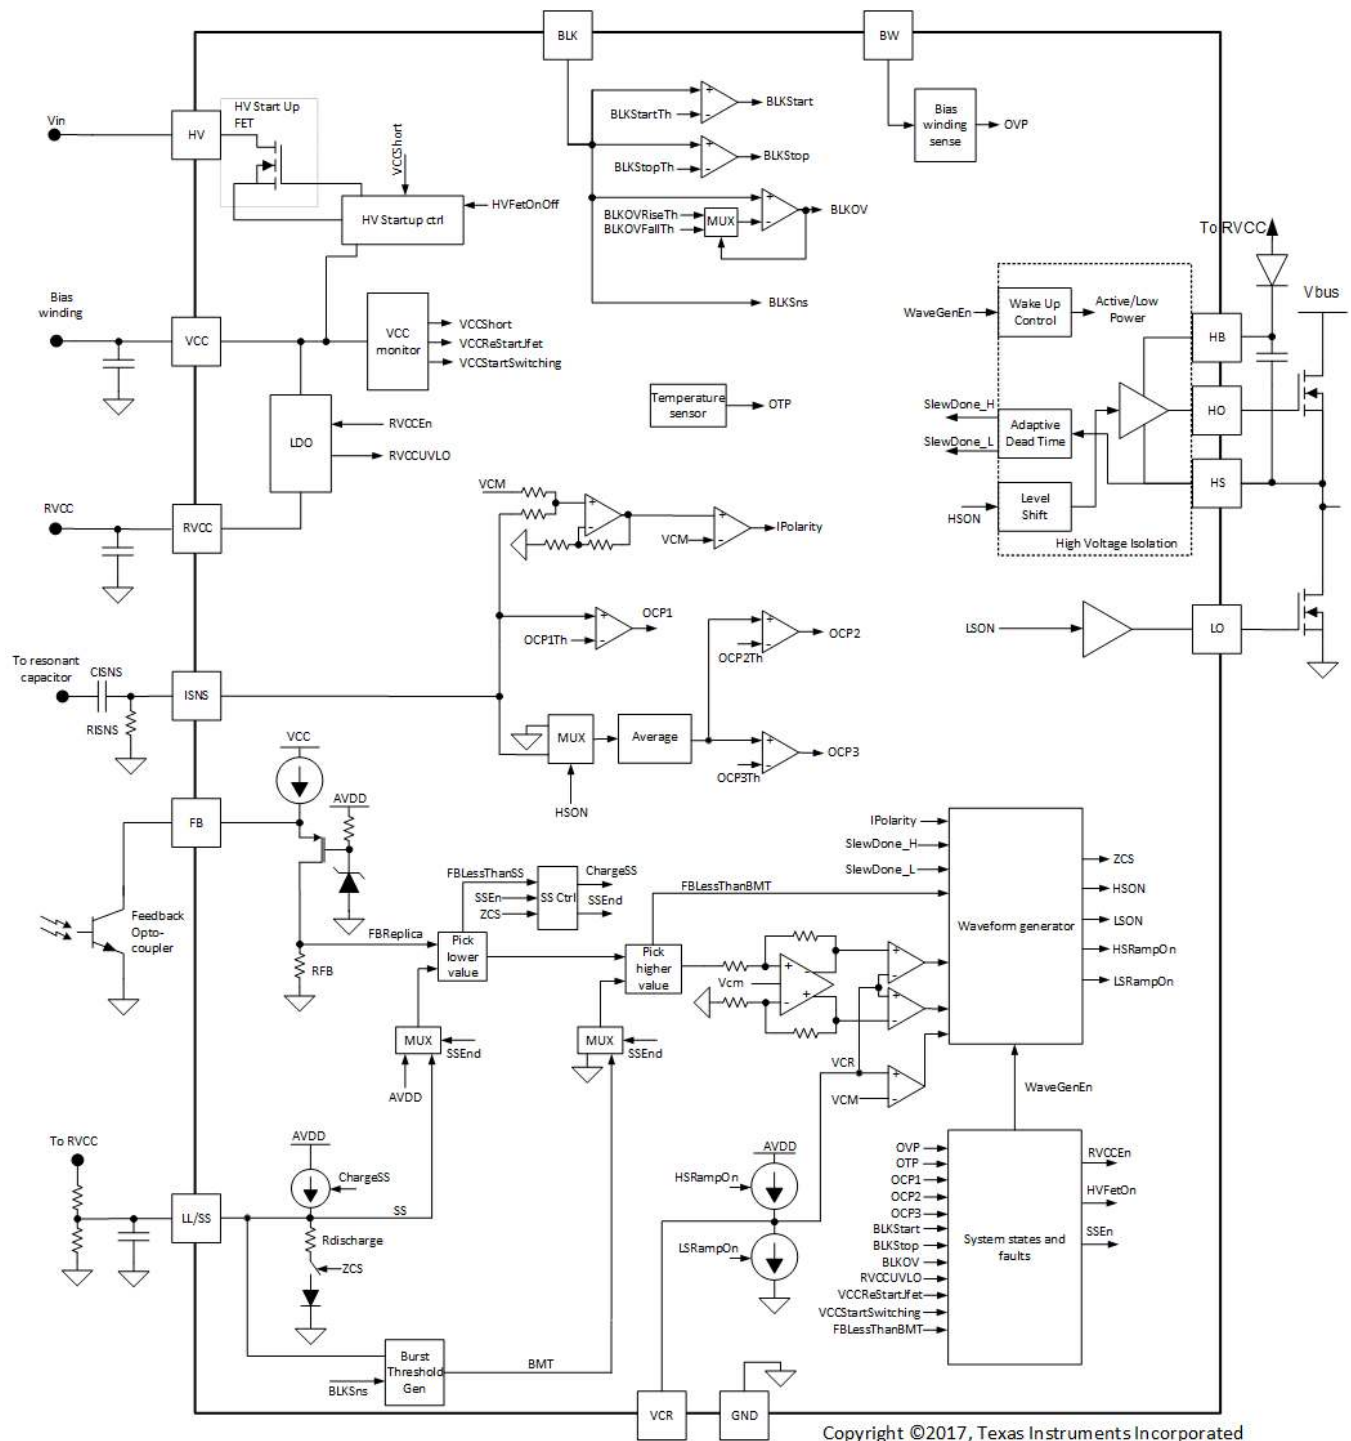 BLK
BW
HV Start Up
FET
Vin
HV
VCCShort
HV Startup ctrl
HVFetOnOff
BLKStartTh
BLKStart
BLKStopTh
BLKStop
BLKOVRiseTh
BLKOVFallTh
MUX
BLKOV
BLKSns
Bias
winding
sense
OVP
To RVCC
Vbus
WaveGenEn
Wake Up
Control
Active/Low
Power
HB
SlewDone_H
SlewDone_L
Adaptive
Dead Time
HO
HS
HSON
Level
Shift
High Voltage Isolation
Bias
winding
VCC
VCC
monitor
VCCShort
VCCReStartJfet
VCCStartSwitching
LDO
RVCCEn
RVCCUVLO
Temperature
sensor
OTP
RVCC
RVCC
VCM
VCM
IPolarity
OCP1Th
OCP1
OCP2Th
OCP2
LSON
LO
To resonant
capacitor
CISNS
RISNS
ISNS
MUX
Average
HSON
OCP3Th
OCP3
VCC
FB
AVDD
Feedback
Opto-
coupler
RFB
FBReplica
FBLessThanSS
SSEn
ZCS
SS Ctrl
ChargeSS
SSEnd
Pick
lower
value
FBLessThanBMT
Pick
higher
value
Vcm
MUX
SSEnd
AVDD
MUX
SSEnd
IPolarity
SlewDone_H
SlewDone_L
Waveform generator
ZCS
HSON
LSON
HSRampOn
LSRampOn
VCR
VCM
WaveGenEn
To RVCC
LL/SS
AVDD
ChargeSS
SS
Rdischarge
ZCS
AVDD
HSRampOn
LSRampOn
OVP
OTP
OCP1
OCP2
OCP3
BLKStart
BLKStop
BLKOV
RVCCUVLO
VCCReStartJfet
VCCStartSwitching
FBLessThanBMT
System states and
faults
RVCCEn
HVFetOn
SSEn
Burst
Threshold
Gen
BLKSns
BMT
VCR
GND
Copyright ©2017, Texas Instruments Incorporated